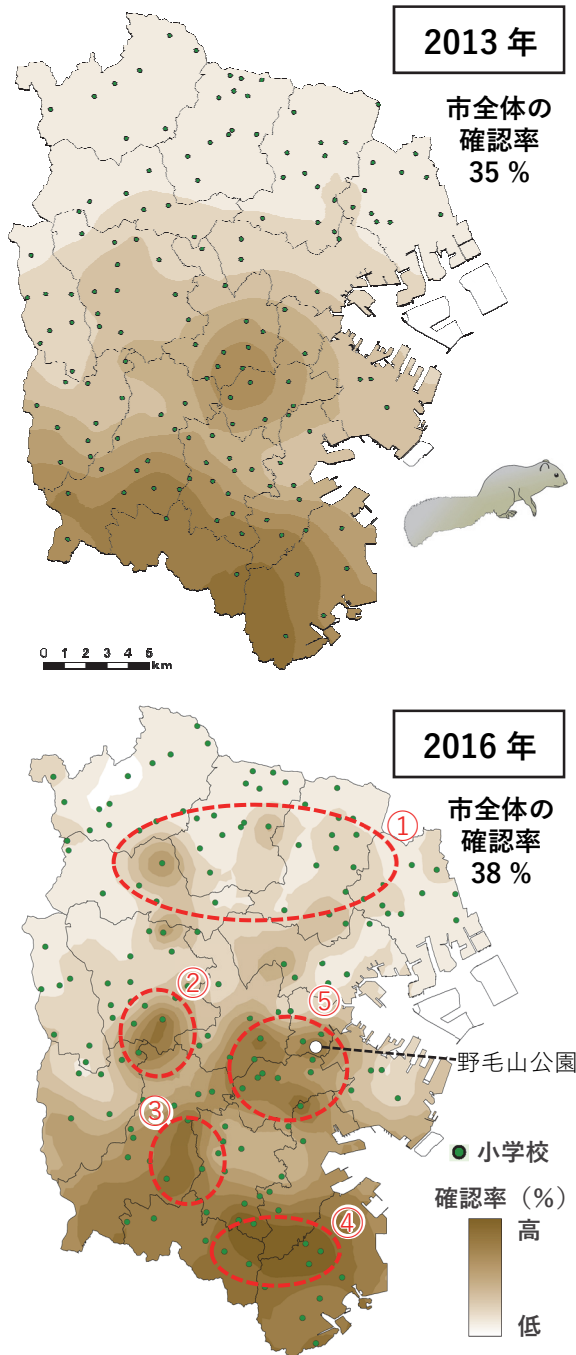 2013 年
市全体の
確認率
35 %
0 1 2 3 4 5
km
2016 年
市全体の
確認率
38 %
①
②
⑤
野毛山公園
③
小学校
④
確認率（%）
高
低